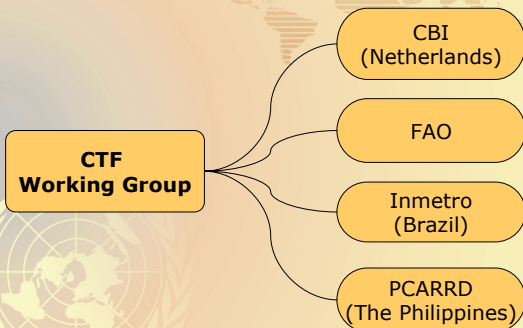 CTF
Working Group
CBI
(Netherlands)
FAO
Inmetro
(Brazil)
PCARRD
(The Philippines)